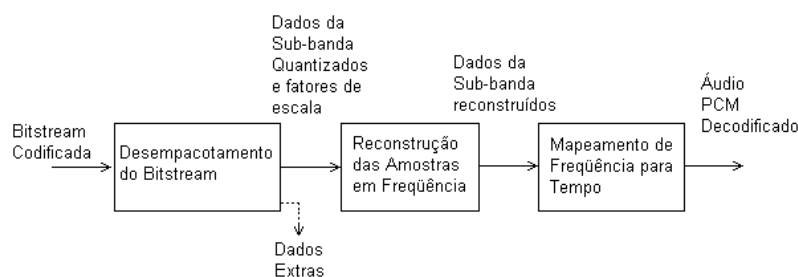 Bitstream
Codificada
Desempacotamento
do Bitstream
Dados
Extras
Dados da
Sub-banda
Quantizados
e fatores de
escala
Reconstrução
das Amostras
em Freqüência
Dados da
Sub-banda
reconstruídos
Mapeamento de
Freqüência para
Tempo
Áudio
PCM
Decodificado